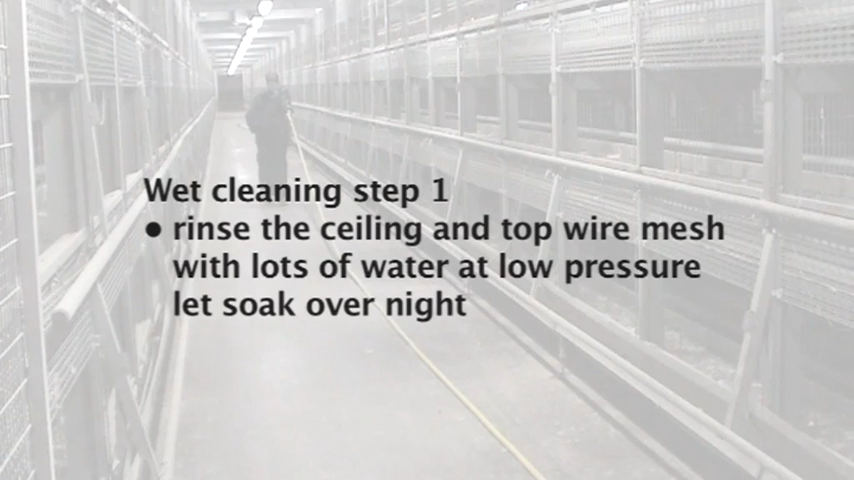 Wet cleaning step 1
• rinse the ceiling and top wire mesh
with lots of water at low pressure
let soak over night